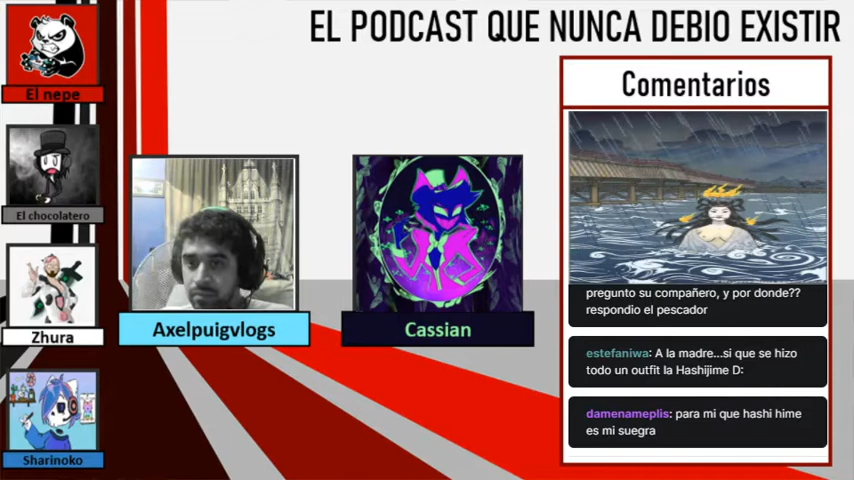 EL PODCAST QUE NUNCA DEBIO EXISTIR
El nepe
El chocolatero
Zhura
Sharinoko
Axelpuigvlogs
Cassian
Comentarios
pregunto su compañero, y por donde??
respondio el pescador
estefaniwa: A la madre...si que se hizo
todo un outfit la Hashijime D:
damenameplis: para mi que hashi hime
es mi suegra